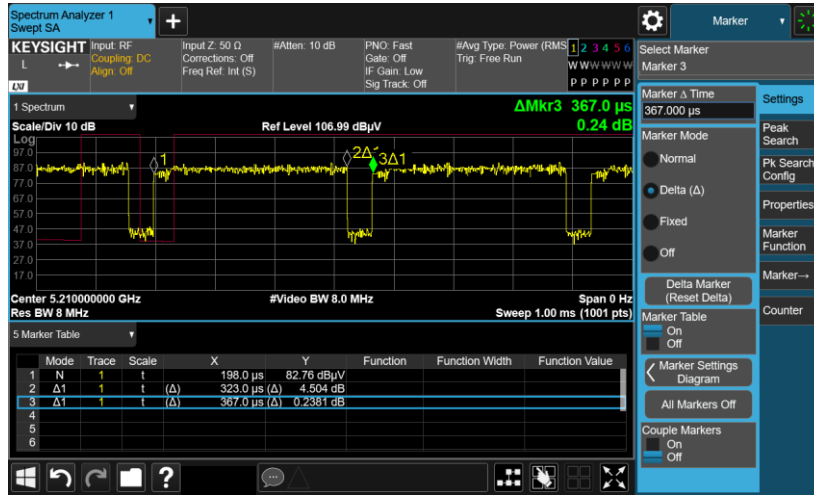 Spectrum Analyzer 1
Swept SA
+
Marker
KEYSIGHT
L
LXI
Input: RF
Coupling: DC
Align: Off
Input Z: 50 Ω
Corrections: Off
Freq Ref: Int (S)
#Atten: 10 dB
PNO: Fast
Gate: Off
IF Gain: Low
Sig Track: Off
#Avg Type: Power (RMS
Trig: Free Run
1 2 3 4 5 6
W W W W W W
P P P P P P
Select Marker
Marker 3
1 Spectrum
ΔMkr3 367.0 µs
0.24 dB
Scale/Div 10 dB
Ref Level 106.99 dBµV
Log
97.0
87.0
77.0
67.0
57.0
47.0
37.0
27.0
17.0
1
2Δ1
3Δ1
Center 5.210000000 GHz
#Video BW 8.0 MHz
Span 0 Hz
Res BW 8 MHz
Sweep 1.00 ms (1001 pts)
5 Marker Table
Mode Trace Scale X Y Function Function Width Function Value
1 N 1 t 198.0 µs 82.76 dBµV
2 Δ1 1 t (Δ) 323.0 µs (Δ) 4.504 dB
3 Δ1 1 t (Δ) 367.0 µs (Δ) 0.2381 dB
4
5
6
Marker Δ Time
367.000 µs
Marker Mode
Normal
Delta (Δ)
Fixed
Off
Delta Marker
(Reset Delta)
Marker Table
On
Off
Marker Settings
Diagram
All Markers Off
Couple Markers
On
Off
Settings
Peak
Search
Pk Search
Config
Properties
Marker
Function
Marker→
Counter
?